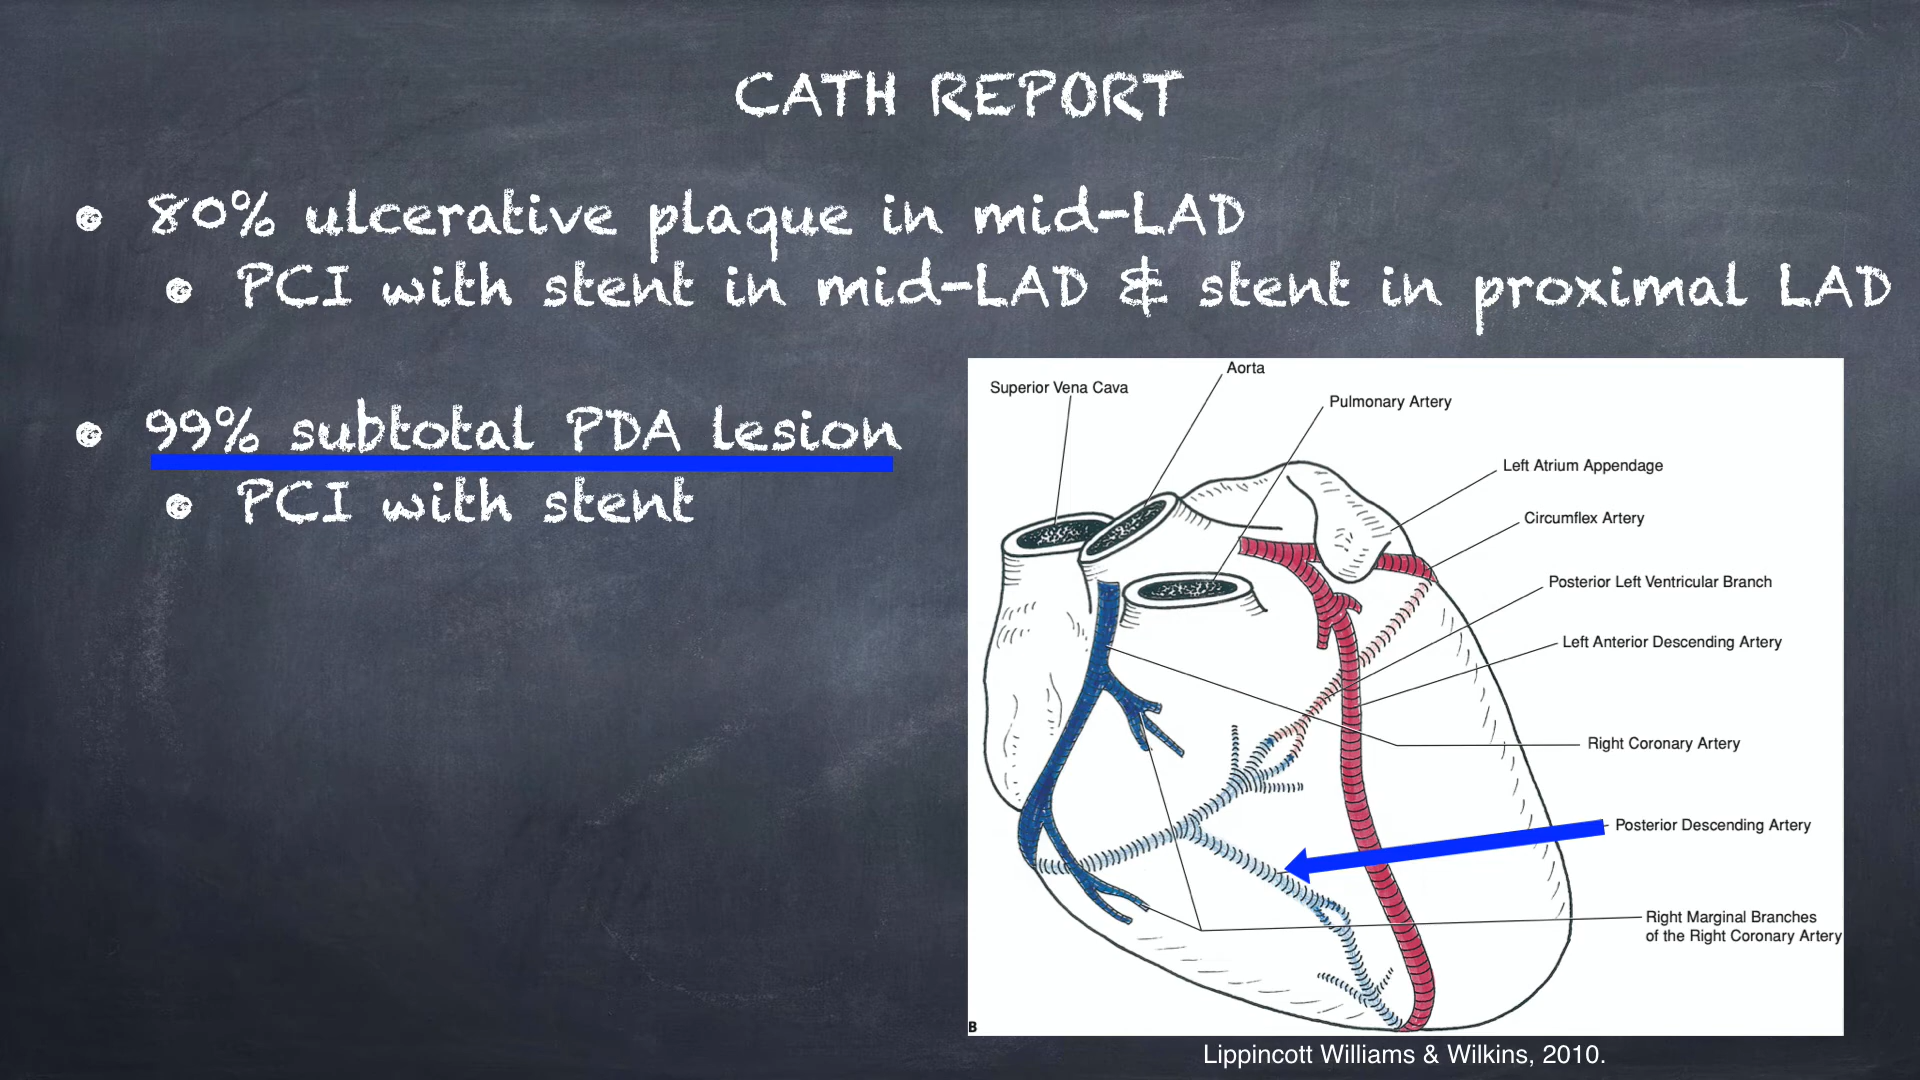 CATH REPORT
80% ulcerative plaque in mid-LAD
PCI with stent in mid-LAD & stent in proximal LAD
99% subtotal PDA lesion
PCI with stent
Aorta
Superior Vena Cava
Pulmonary Artery
Left Atrium Appendage
Circumflex Artery
Posterior Left Ventricular Branch
Left Anterior Descending Artery
Right Coronary Artery
Posterior Descending Artery
Right Marginal Branches
of the Right Coronary Artery
B
Lippincott Williams & Wilkins, 2010.